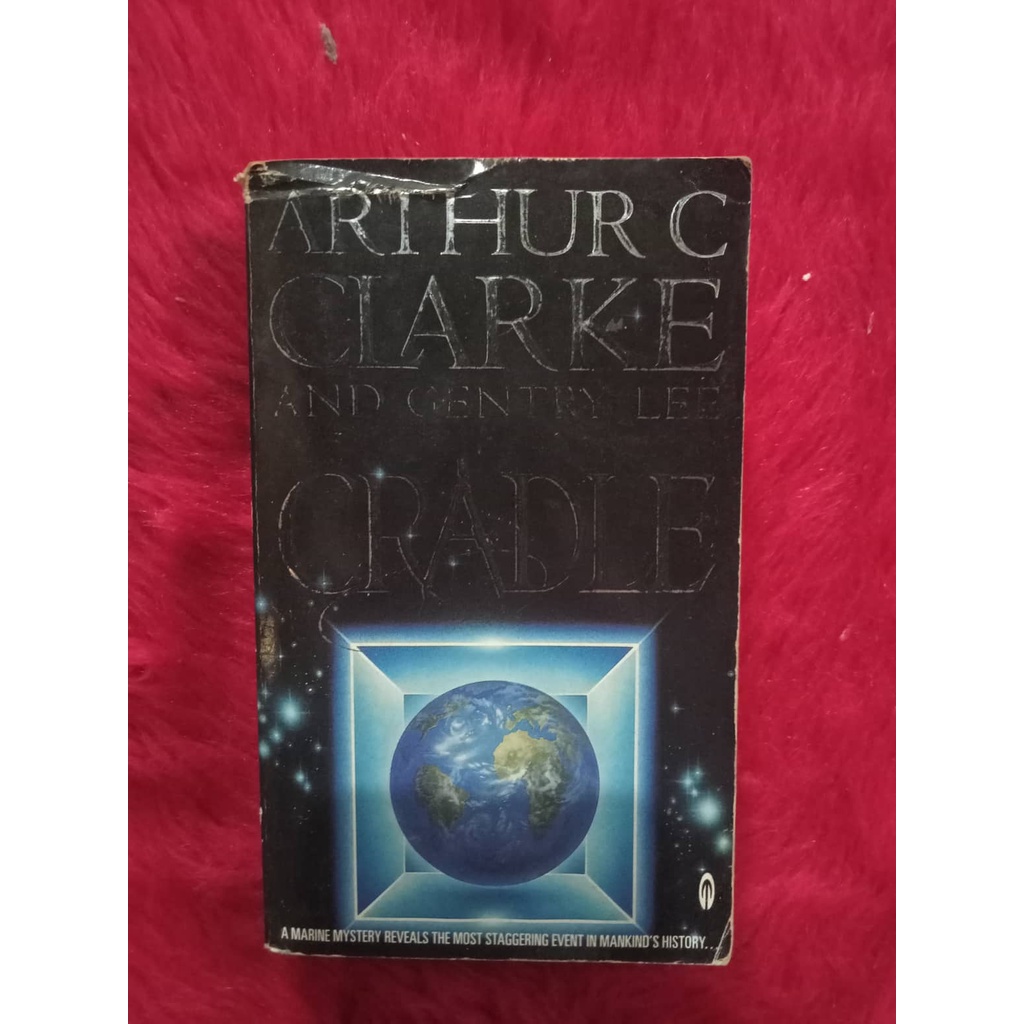 ARTHUR C
CLARKE
AND GENTRY LEE
CRADLE
A MARINE MYSTERY REVEALS THE MOST STAGGERING EVENT IN MANKIND'S HISTORY...